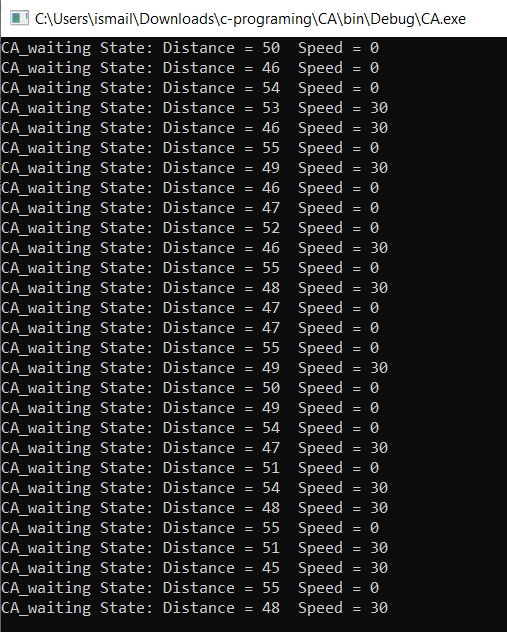 C:\Users\ismail\Downloads\c-programing\CA\bin\Debug\CA.exe
CA_waiting State: Distance = 50  Speed = 0
CA_waiting State: Distance = 46  Speed = 0
CA_waiting State: Distance = 54  Speed = 0
CA_waiting State: Distance = 53  Speed = 30
CA_waiting State: Distance = 46  Speed = 30
CA_waiting State: Distance = 55  Speed = 0
CA_waiting State: Distance = 49  Speed = 30
CA_waiting State: Distance = 46  Speed = 0
CA_waiting State: Distance = 47  Speed = 0
CA_waiting State: Distance = 52  Speed = 0
CA_waiting State: Distance = 46  Speed = 30
CA_waiting State: Distance = 55  Speed = 0
CA_waiting State: Distance = 48  Speed = 30
CA_waiting State: Distance = 47  Speed = 0
CA_waiting State: Distance = 47  Speed = 0
CA_waiting State: Distance = 55  Speed = 0
CA_waiting State: Distance = 49  Speed = 30
CA_waiting State: Distance = 50  Speed = 0
CA_waiting State: Distance = 49  Speed = 0
CA_waiting State: Distance = 54  Speed = 0
CA_waiting State: Distance = 47  Speed = 30
CA_waiting State: Distance = 51  Speed = 0
CA_waiting State: Distance = 54  Speed = 30
CA_waiting State: Distance = 48  Speed = 30
CA_waiting State: Distance = 55  Speed = 0
CA_waiting State: Distance = 51  Speed = 30
CA_waiting State: Distance = 45  Speed = 30
CA_waiting State: Distance = 55  Speed = 0
CA_waiting State: Distance = 48  Speed = 30